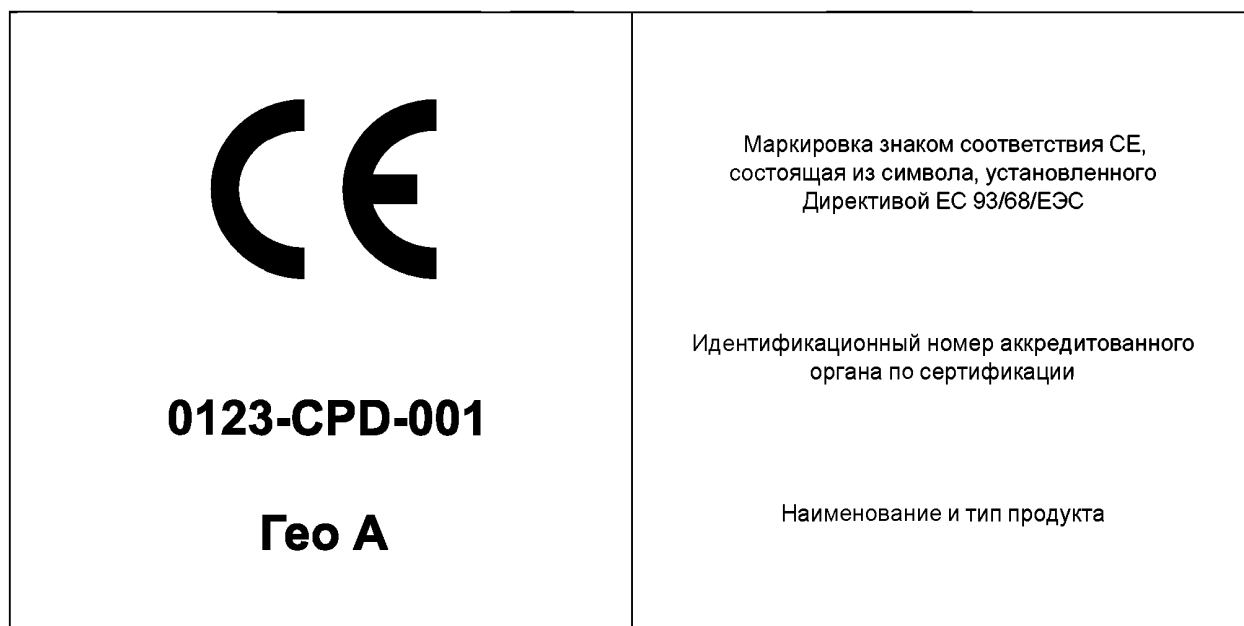 CE
Маркировка знаком соответствия СЕ,
состоящая из символа, установленного
Директивой ЕС 93/68/ЕЭС
Идентификационный номер аккредитованного
органа по сертификации
0123-CPD-001
Наименование и тип продукта
Гео А